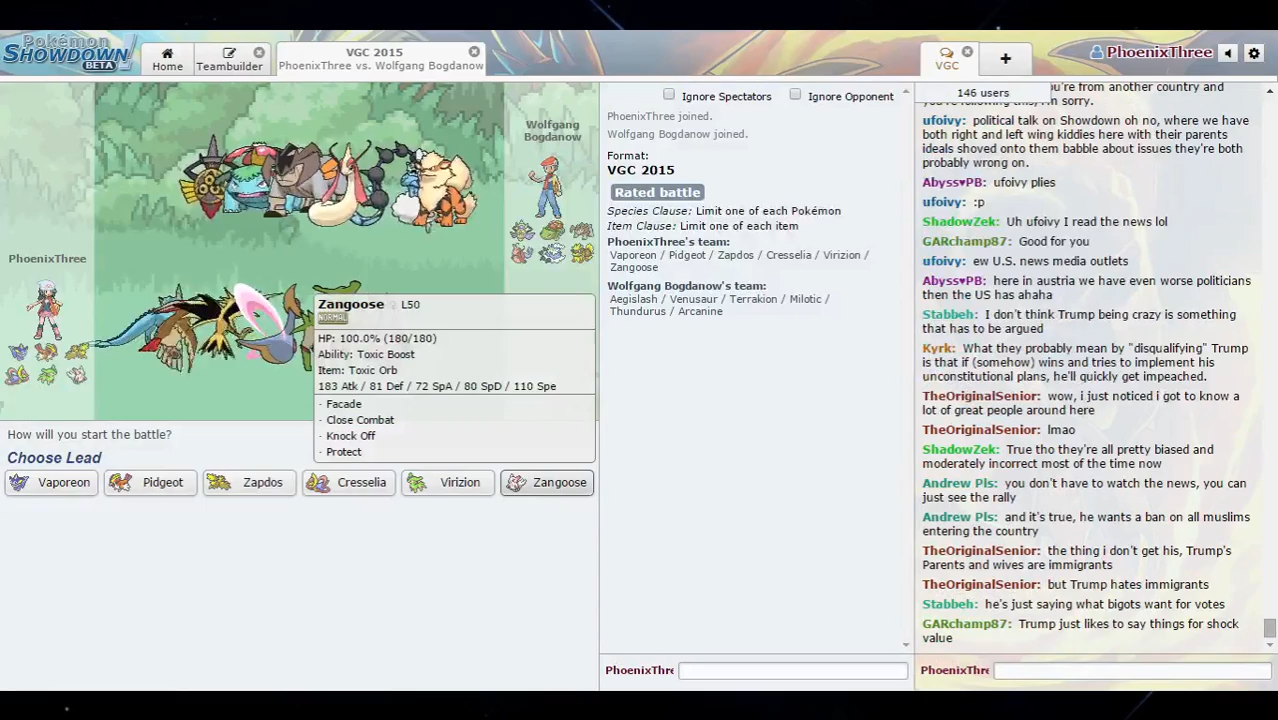 Pokémon
SHOWDOWN
BETA
Home
Teambuilder
VGC 2015
PhoenixThree vs. Wolfgang Bogdanow
VGC
+
PhoenixThree
Wolfgang
Bogdanow
PhoenixThree
Zangoose L50
NORMAL
HP: 100.0% (180/180)
Ability: Toxic Boost
Item: Toxic Orb
183 Atk / 81 Def / 72 SpA / 80 SpD / 110 Spe
· Facade
· Close Combat
· Knock Off
· Protect
How will you start the battle?
Choose Lead
Vaporeon
Pidgeot
Zapdos
Cresselia
Virizion
Zangoose
Ignore Spectators
Ignore Opponent
PhoenixThree joined.
Wolfgang Bogdanow joined.
Format:
VGC 2015
Rated battle
Species Clause: Limit one of each Pokémon
Item Clause: Limit one of each item
PhoenixThree's team:
Vaporeon / Pidgeot / Zapdos / Cresselia / Virizion /
Zangoose
Wolfgang Bogdanow's team:
Aegislash / Venusaur / Terrakion / Milotic /
Thundurus / Arcanine
PhoenixThre
146 users
ou're from another country and
you're following this, I'm sorry.
ufoivy: political talk on Showdown oh no, where we have
both right and left wing kiddies here with their parents
ideals shoved onto them babble about issues they're both
probably wrong on.
Abyss♥PB: ufoivy plies
ufoivy: :p
ShadowZek: Uh ufoivy I read the news lol
GARchamp87: Good for you
ufoivy: ew U.S. news media outlets
Abyss♥PB: here in austria we have even worse politicians
then the US has ahaha
Stabbeh: I don't think Trump being crazy is something
that has to be argued
Kyrk: What they probably mean by "disqualifying" Trump
is that if (somehow) wins and tries to implement his
unconstitutional plans, he'll quickly get impeached.
TheOriginalSenior: wow, i just noticed i got to know a
lot of great people around here
TheOriginalSenior: lmao
ShadowZek: True tho they're all pretty biased and
moderately incorrect most of the time now
Andrew Pls: you don't have to watch the news, you can
just see the rally
Andrew Pls: and it's true, he wants a ban on all muslims
entering the country
TheOriginalSenior: the thing i don't get his, Trump's
Parents and wives are immigrants
TheOriginalSenior: but Trump hates immigrants
Stabbeh: he's just saying what bigots want for votes
GARchamp87: Trump just likes to say things for shock
value
PhoenixThre